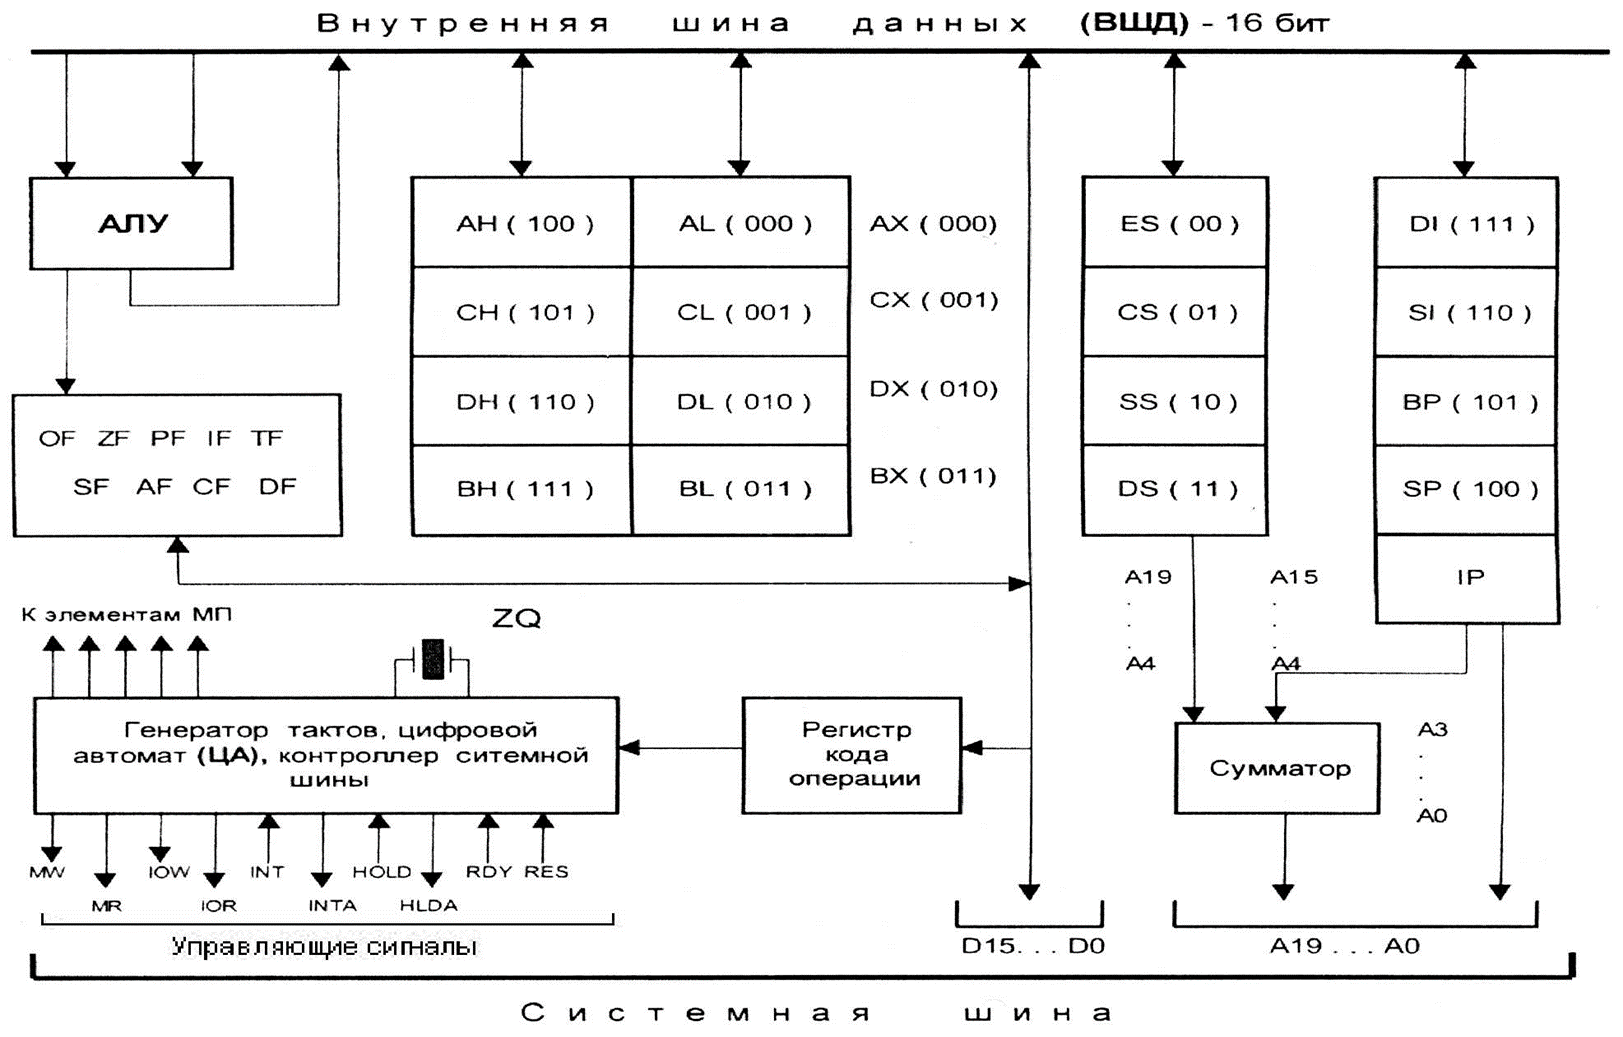 Внутренняя шина данных (ВШД) - 16 бит
АЛУ
AH ( 100 ) AL ( 000 ) AX ( 000)
CH ( 101 ) CL ( 001 ) CX ( 001)
DH ( 110 ) DL ( 010 ) DX ( 010)
BH ( 111 ) BL ( 011 ) BX ( 011)
ES ( 00 )
CS ( 01 )
SS ( 10 )
DS ( 11 )
DI ( 111 )
SI ( 110 )
BP ( 101 )
SP ( 100 )
IP
OF ZF PF IF TF
SF AF CF DF
A19
.
.
A4
A15
.
.
A4
К элементам МП
ZQ
Генератор тактов, цифровой
автомат (ЦА), контроллер ситемной
шины
Регистр
кода
операции
Сумматор
A3
.
.
A0
MW IOW INT HOLD RDY RES
MR IOR INTA HLDA
Управляющие сигналы
D15. . . D0
A19 . . . A0
Системная шина